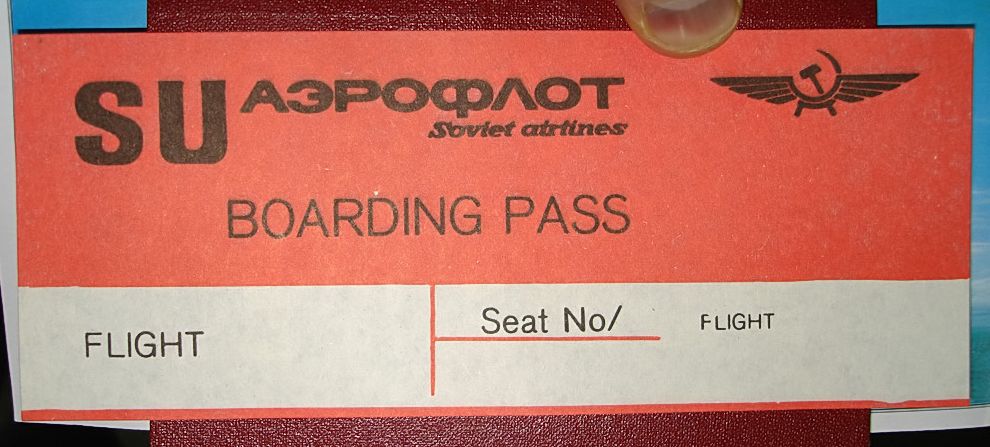 SU АЭРОФЛОТ
Soviet airlines
BOARDING PASS
FLIGHT
Seat No/
FLIGHT